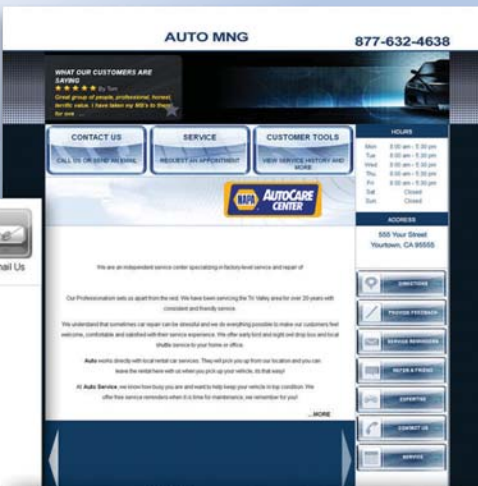 AUTO MNG
877-632-4638
WHAT OUR CUSTOMERS ARE
SAYING
By Tom
Great group of people, professional, honest,
terrific value. I have taken my MB's to them
for ove ...
CONTACT US
CALL US OR SEND AN EMAIL
SERVICE
REQUEST AN APPOINTMENT
CUSTOMER TOOLS
VIEW SERVICE HISTORY AND
MORE
NAPA AUTOCARE
CENTER
HOURS
Mon 8:00 am - 5:30 pm
Tue 8:00 am - 5:30 pm
Wed 8:00 am - 5:30 pm
Thu 8:00 am - 5:30 pm
Fri 8:00 am - 5:30 pm
Sat Closed
Sun Closed
ADDRESS
555 Your Street
Yourtown, CA 95555
ail Us
We are an independent service center specializing in factory-level service and repair of
Our Professionalism sets us apart from the rest. We have been servicing the Tri Valley area for over 20 years with
consistent and friendly service.
We understand that sometimes car repair can be stressful and we do everything possible to make our customers feel
welcome, comfortable and satisfied with their service experience. We offer early bird and night owl drop box and local
shuttle service to your home or office.
Auto works directly with local rental car services. They will pick you up from our location and you can
leave the rental here with us when you pick up your vehicle, its that easy!
At Auto Service, we know how busy you are and want to help keep your vehicle in top condition. We
offer free service reminders when it is time for maintenance, we remember for you!
...MORE
DIRECTIONS
PROVIDE FEEDBACK
SERVICE REMINDERS
REFER A FRIEND
EXPERTISE
CONTACT US
SERVICE